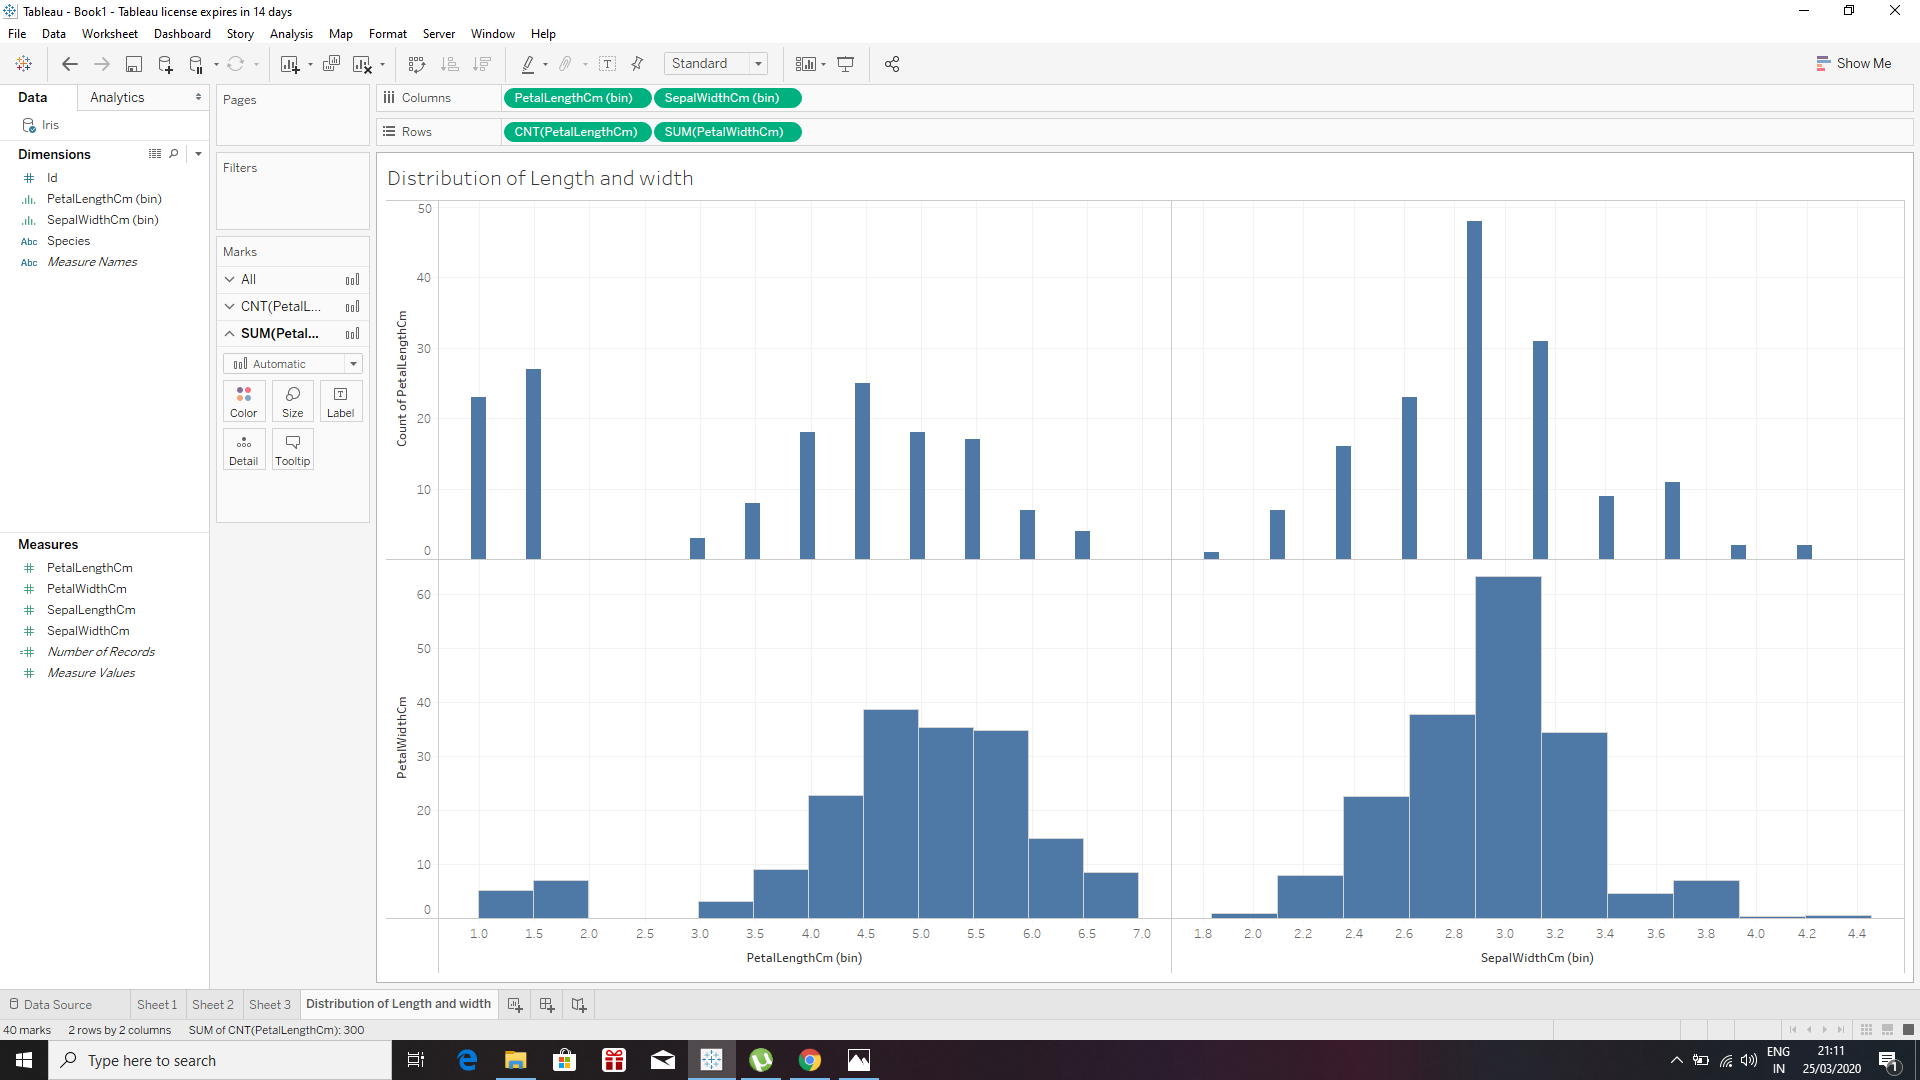 Tableau - Book1 - Tableau license expires in 14 days
File Data Worksheet Dashboard Story Analysis Map Format Server Window Help
Standard
Show Me
Data Analytics
Iris
Dimensions
# Id
PetalLengthCm (bin)
SepalWidthCm (bin)
Abc Species
Abc Measure Names
Measures
# PetalLengthCm
# PetalWidthCm
# SepalLengthCm
# SepalWidthCm
=# Number of Records
# Measure Values
Pages
Filters
Marks
All
CNT(PetalL...
SUM(Petal...
Automatic
Color Size Label
Detail Tooltip
Columns PetalLengthCm (bin) SepalWidthCm (bin)
Rows CNT(PetalLengthCm) SUM(PetalWidthCm)
Distribution of Length and width
Count of PetalLengthCm
50
40
30
20
10
0
PetalWidthCm
60
50
40
30
20
10
0
1.0 1.5 2.0 2.5 3.0 3.5 4.0 4.5 5.0 5.5 6.0 6.5 7.0 1.8 2.0 2.2 2.4 2.6 2.8 3.0 3.2 3.4 3.6 3.8 4.0 4.2 4.4
PetalLengthCm (bin) SepalWidthCm (bin)
Data Source Sheet 1 Sheet 2 Sheet 3 Distribution of Length and width
40 marks 2 rows by 2 columns SUM of CNT(PetalLengthCm): 300
Type here to search
ENG
IN
21:11
25/03/2020
1